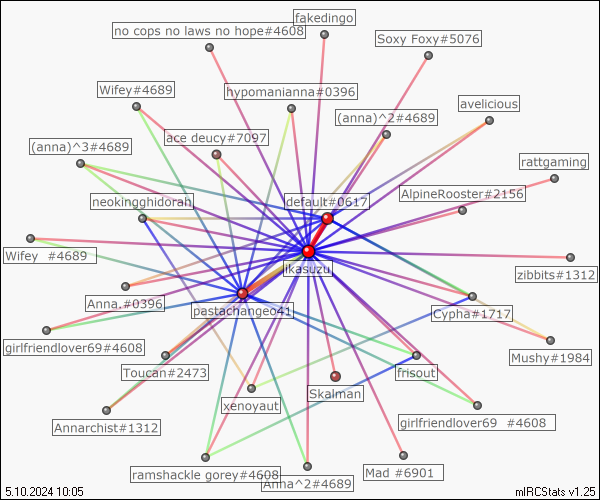 fakedingo
no cops no laws no hope#4608
Soxy Foxy#5076
Wifey#4689
hypomanianna#0396
avelicious
(anna)^2#4689
ace deucy#7097
(anna)^3#4689
rattgaming
AlpineRooster#2156
neokingghidorah
default#0617
Wifey_#4689
ikasuzu
zibbits#1312
Anna.#0396
pastachangeo41
Cypha#1717
girlfriendlover69#4608
Mushy#1984
Toucan#2473
frisout
Skalman
xenoyaut
girlfriendlover69_#4608
Annarchist#1312
ramshackle gorey#4608
Mad_#6901
Anna^2#4689
5.10.2024 10:05
mIRCStats v1.25